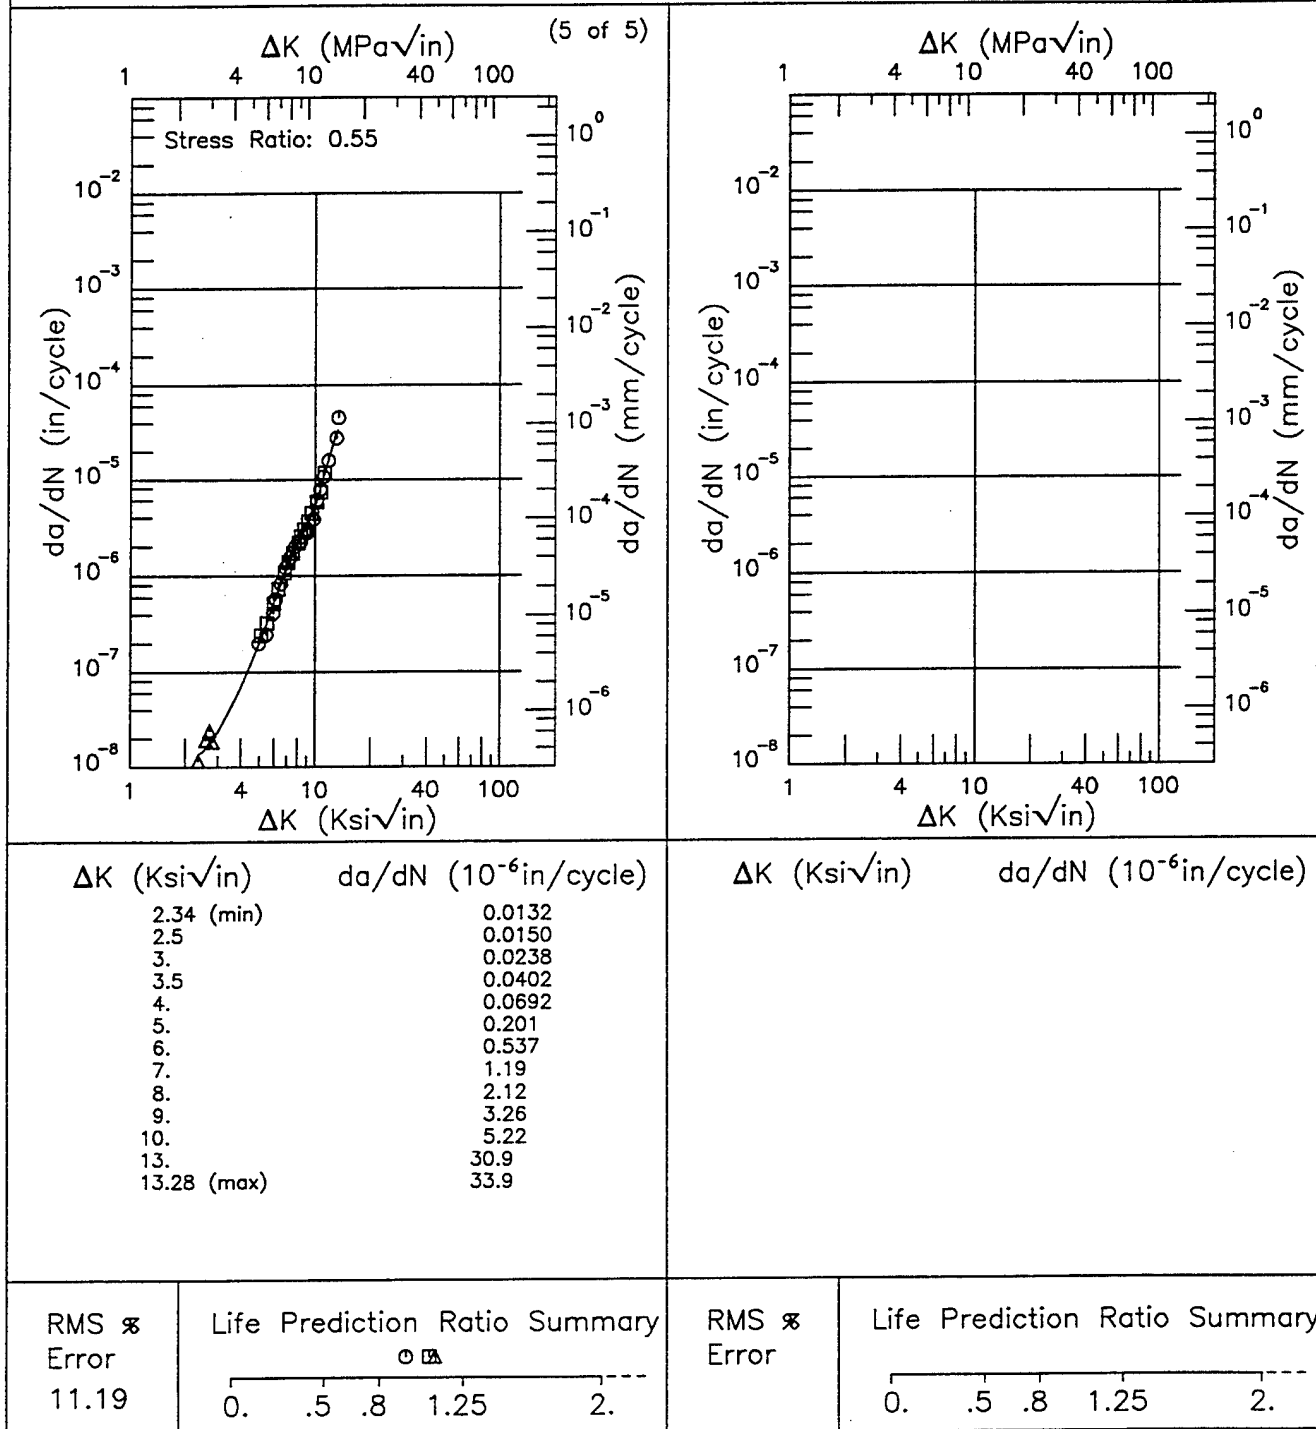 (5 of 5)
ΔK (MPa√in)
1 4 10 40 100
Stress Ratio: 0.55
da/dN (in/cycle)
10⁻²
10⁻³
10⁻⁴
10⁻⁵
10⁻⁶
10⁻⁷
10⁻⁸
da/dN (mm/cycle)
10⁰
10⁻¹
10⁻²
10⁻³
10⁻⁴
10⁻⁵
10⁻⁶
1 4 10 40 100
ΔK (Ksi√in)
ΔK (MPa√in)
1 4 10 40 100
da/dN (in/cycle)
10⁻²
10⁻³
10⁻⁴
10⁻⁵
10⁻⁶
10⁻⁷
10⁻⁸
da/dN (mm/cycle)
10⁰
10⁻¹
10⁻²
10⁻³
10⁻⁴
10⁻⁵
10⁻⁶
1 4 10 40 100
ΔK (Ksi√in)
ΔK (Ksi√in) da/dN (10⁻⁶in/cycle)
2.34 (min) 0.0132
2.5 0.0150
3. 0.0238
3.5 0.0402
4. 0.0692
5. 0.201
6. 0.537
7. 1.19
8. 2.12
9. 3.26
10. 5.22
13. 30.9
13.28 (max) 33.9
ΔK (Ksi√in) da/dN (10⁻⁶in/cycle)
RMS %
Error
11.19
Life Prediction Ratio Summary
0. .5 .8 1.25 2.
RMS %
Error
Life Prediction Ratio Summary
0. .5 .8 1.25 2.